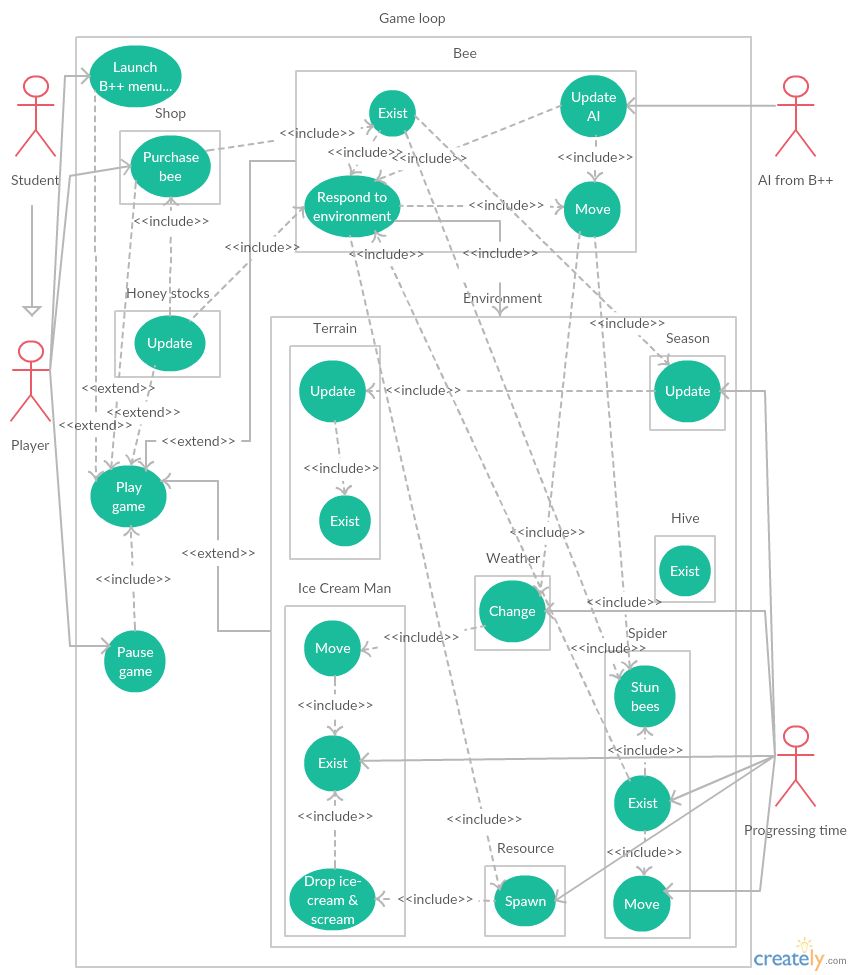 Game loop
Bee
Launch
B++ menu...
Student
Shop
Purchase
bee
<<include>>
Exist
Update
AI
AI from B++
<<include>>
<<include>>
<<include>>
Respond to
environment
<<include>>
Move
<<include>>
<<include>>
<<include>>
<<include>>
Honey stocks
Update
Environment
<<include>>
Terrain
Season
Update
<<include>>
Update
<<extend>>
<<extend>>
<<extend>>
<<extend>>
Player
<<include>>
Play
game
Exist
Hive
Exist
<<include>>
<<extend>>
Weather
Change
<<include>>
Ice Cream Man
<<include>>
Pause
game
Move
<<include>>
Spider
<<include>>
Stun
bees
<<include>>
Exist
<<include>>
Exist
Progressing time
<<include>>
<<include>>
Resource
<<include>>
Drop ice-
cream &
scream
<<include>>
Spawn
Move
creately.com